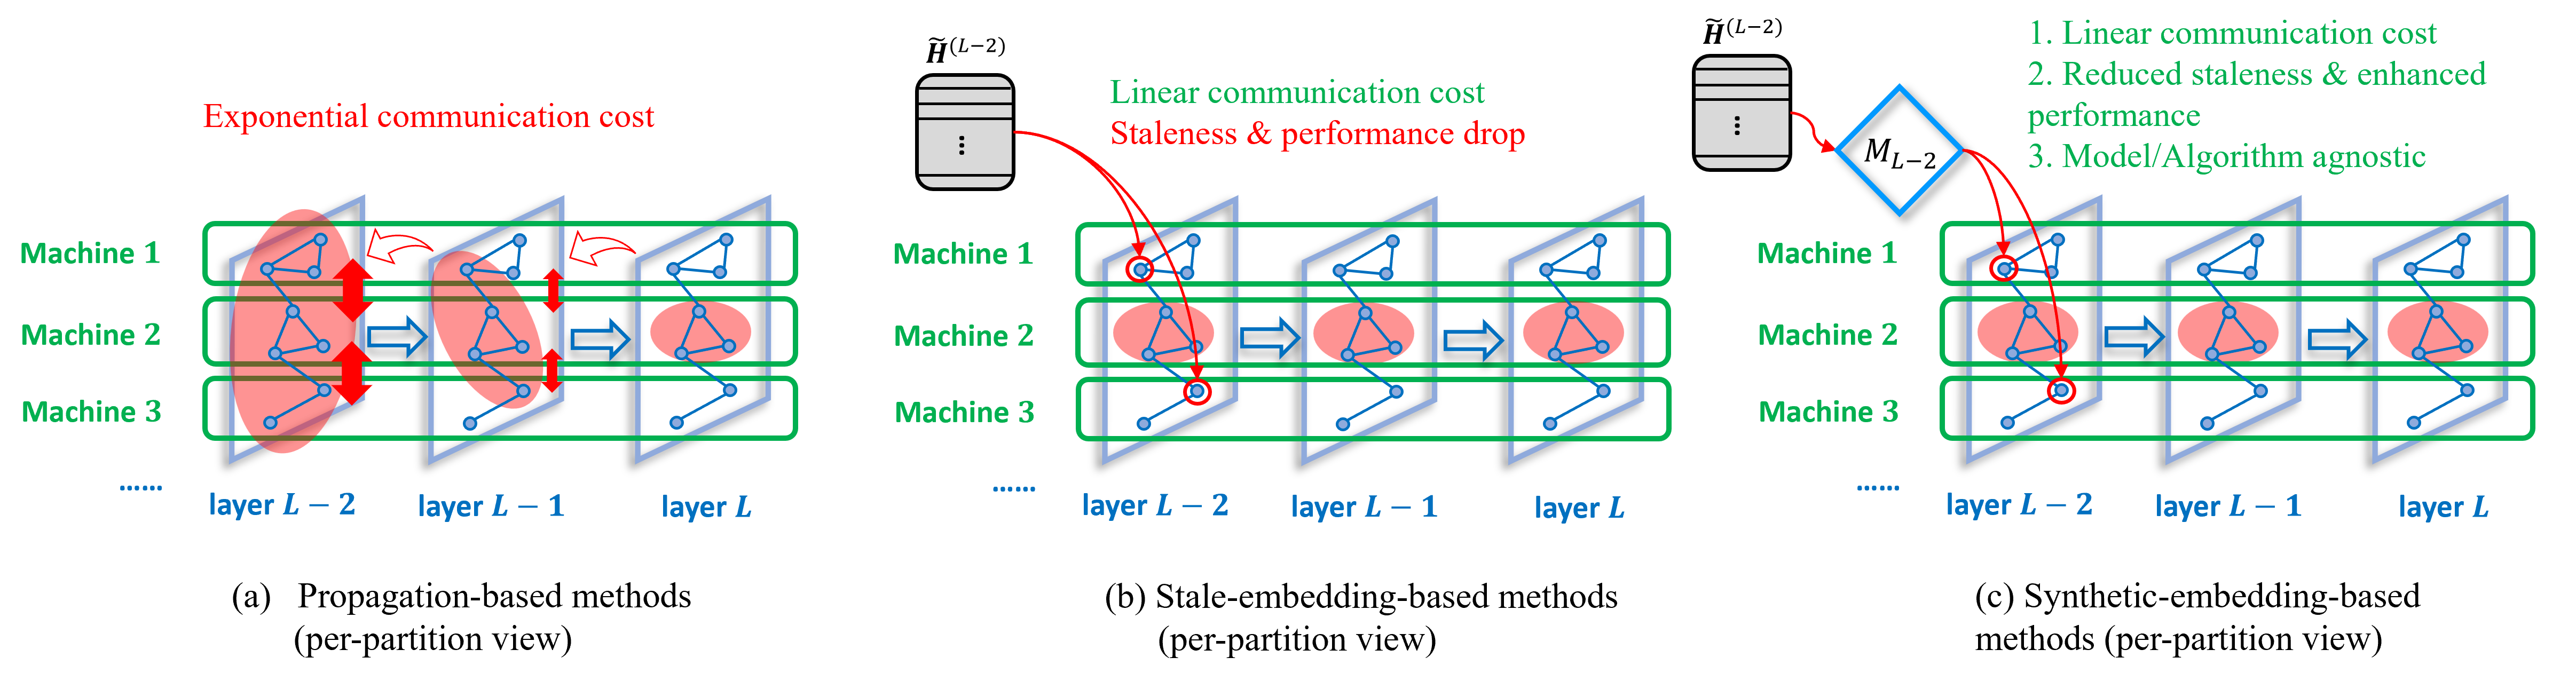 Exponential communication cost
Machine 1
Machine 2
Machine 3
......
layer L − 2
layer L − 1
layer L
(a) Propagation-based methods
(per-partition view)
H̃^(L−2)
⋮
Linear communication cost
Staleness & performance drop
Machine 1
Machine 2
Machine 3
......
layer L − 2
layer L − 1
layer L
(b) Stale-embedding-based methods
(per-partition view)
H̃^(L−2)
⋮
M_{L−2}
1. Linear communication cost
2. Reduced staleness & enhanced
performance
3. Model/Algorithm agnostic
Machine 1
Machine 2
Machine 3
......
layer L − 2
layer L − 1
layer L
(c) Synthetic-embedding-based
methods (per-partition view)